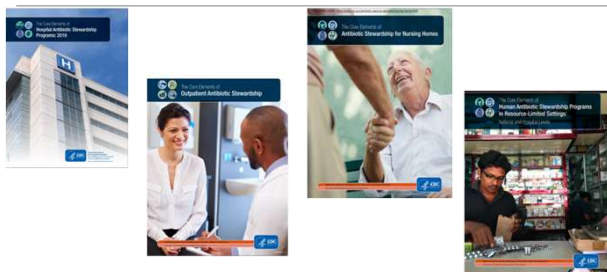 The Core Elements of
Hospital Antibiotic Stewardship
Programs: 2019
H
CDC
The Core Elements of
Outpatient Antibiotic Stewardship
CDC
The Core Elements of
Antibiotic Stewardship for Nursing Homes
CDC
The Core Elements of
Human Antibiotic Stewardship Programs
in Resource-Limited Settings:
National and Hospital Levels
CDC